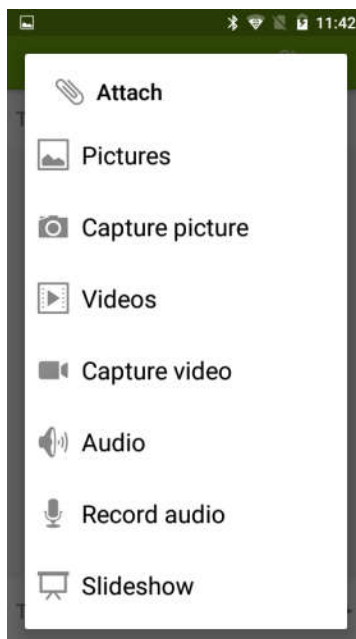 11:42
Attach
Pictures
Capture picture
Videos
Capture video
Audio
Record audio
Slideshow